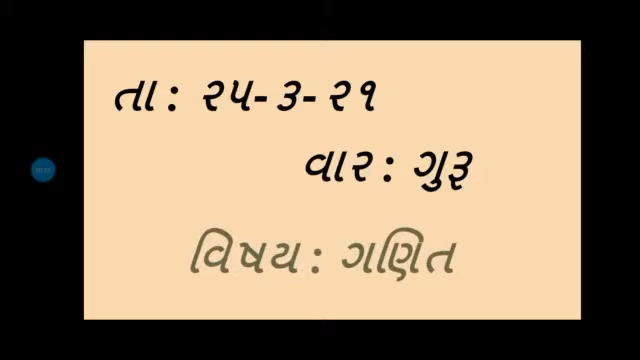 તા : ૨૫- ૩ - ૨૧
વાર : ગુરૂ
વિષય : ગણિત